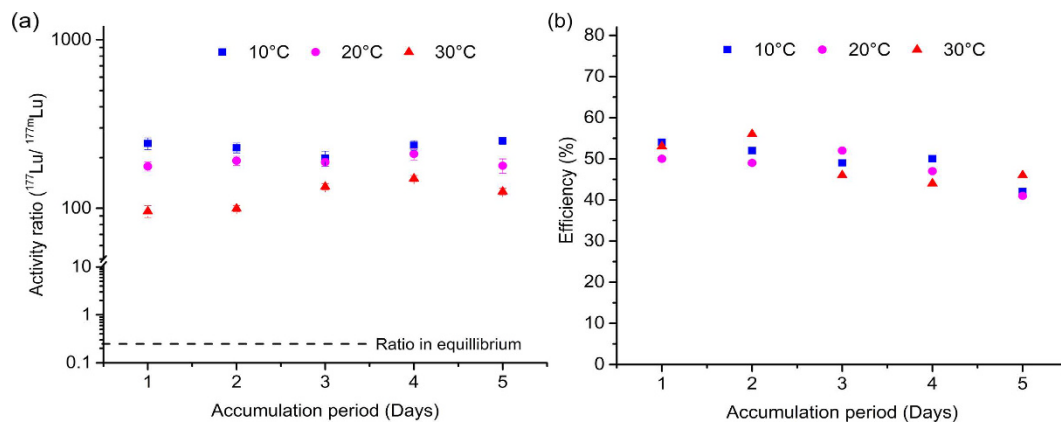 (a)
1000
10°C 20°C 30°C
100
10
1
0.1
Ratio in equillibrium
1 2 3 4 5
Accumulation period (Days)
Activity ratio (¹⁷⁷Lu/ ¹⁷⁷ᵐLu)
(b)
80
10°C 20°C 30°C
70
60
50
40
30
20
10
0
1 2 3 4 5
Accumulation period (Days)
Efficiency (%)